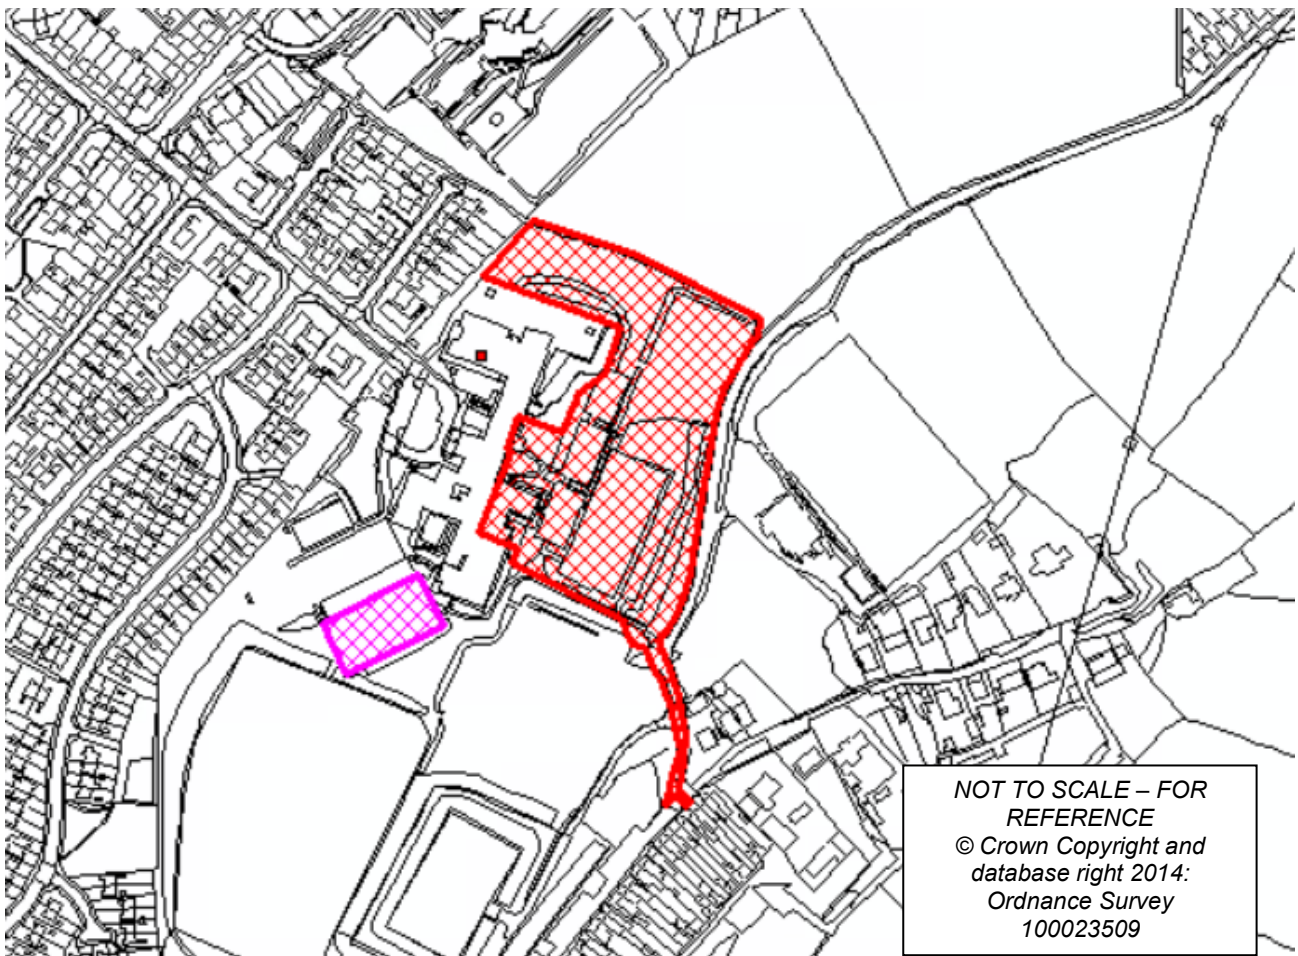 NOT TO SCALE – FOR
REFERENCE
© Crown Copyright and
database right 2014:
Ordnance Survey
100023509